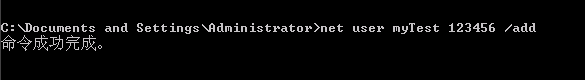 C:\Documents and Settings\Administrator>net user myTest 123456 /add
命令成功完成。